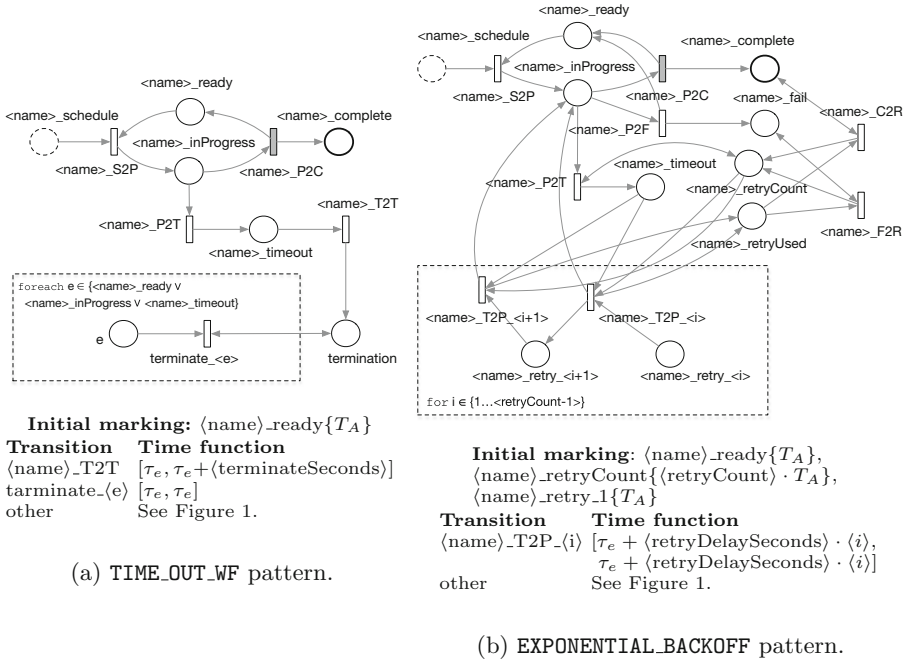 <name>_schedule
<name>_ready
<name>_inProgress
<name>_S2P
<name>_complete
<name>_P2C
<name>_P2T
<name>_timeout
<name>_T2T
foreach e ∈ {<name>_ready ∨
<name>_inProgress ∨ <name>_timeout}
e
terminate_<e>
termination
Initial marking: ⟨name⟩_ready{T_A}
Transition Time function
⟨name⟩_T2T [τ_e, τ_e+⟨terminateSeconds⟩]
tarminate_⟨e⟩ [τ_e, τ_e]
other See Figure 1.
(a) TIME_OUT_WF pattern.
<name>_ready
<name>_schedule
<name>_complete
<name>_inProgress
<name>_S2P
<name>_P2C
<name>_fail
<name>_C2R
<name>_P2F
<name>_timeout
<name>_P2T
<name>_retryCount
<name>_F2R
<name>_retryUsed
<name>_T2P_<i+1>
<name>_T2P_<i>
<name>_retry_<i+1>
<name>_retry_<i>
for i ∈ {1...<retryCount-1>}
Initial marking: ⟨name⟩_ready{T_A},
⟨name⟩_retryCount{⟨retryCount⟩ · T_A},
⟨name⟩_retry_1{T_A}
Transition Time function
⟨name⟩_T2P_⟨i⟩ [τ_e + ⟨retryDelaySeconds⟩ · ⟨i⟩,
τ_e + ⟨retryDelaySeconds⟩ · ⟨i⟩]
other See Figure 1.
(b) EXPONENTIAL_BACKOFF pattern.